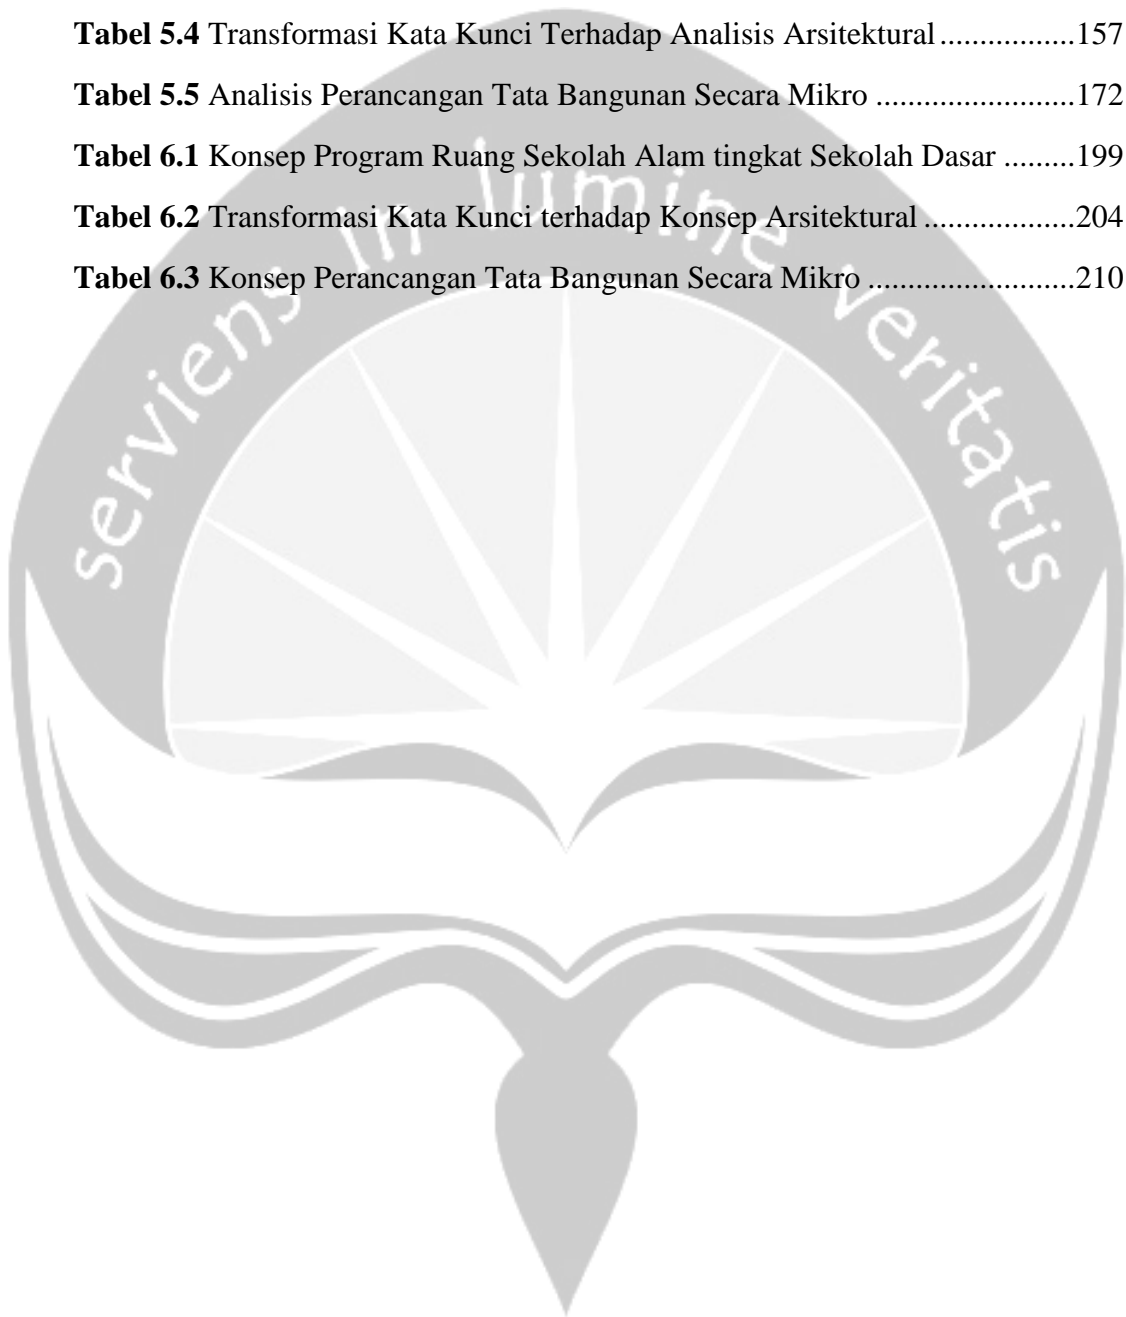 Tabel 5.4 Transformasi Kata Kunci Terhadap Analisis Arsitektural.................157
Tabel 5.5 Analisis Perancangan Tata Bangunan Secara Mikro .........................172
Tabel 6.1 Konsep Program Ruang Sekolah Alam tingkat Sekolah Dasar .........199
Tabel 6.2 Transformasi Kata Kunci terhadap Konsep Arsitektural ...................204
Tabel 6.3 Konsep Perancangan Tata Bangunan Secara Mikro ..........................210
serviens in lumine veritatis